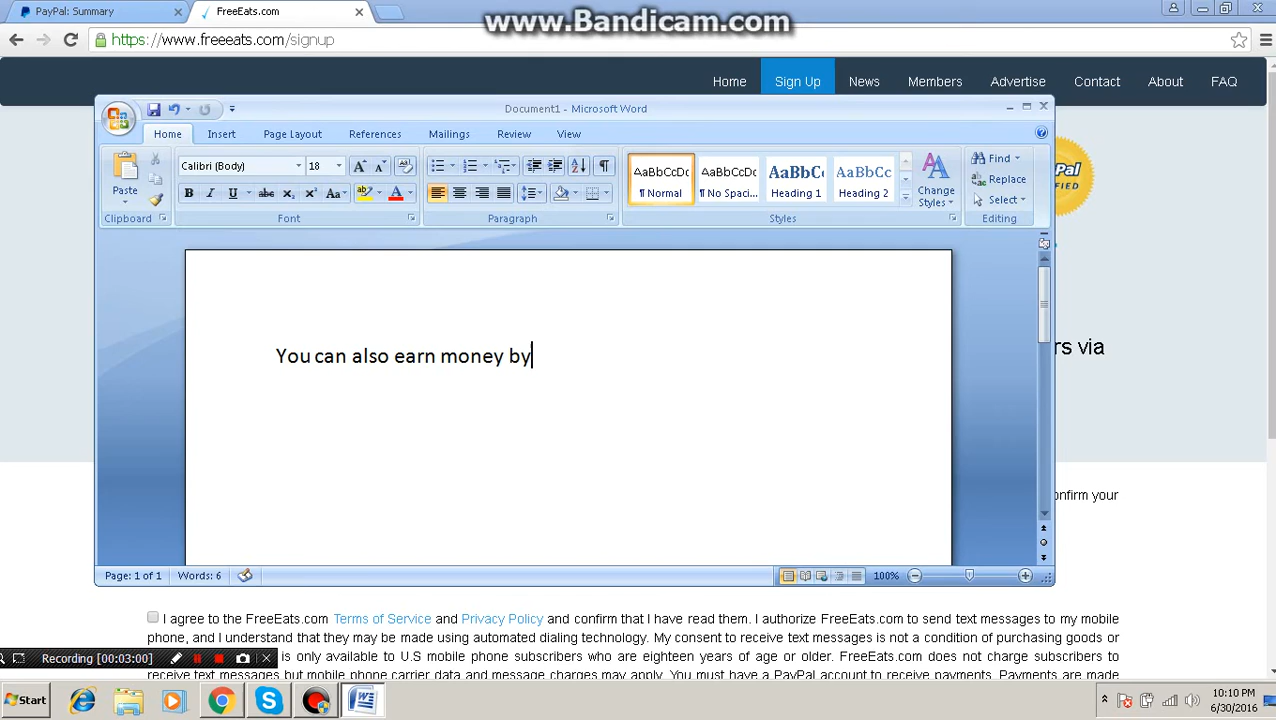 PayPal: Summary
FreeEats.com
www.Bandicam.com
https://www.freeeats.com/signup
Home Sign Up News Members Advertise Contact About FAQ
Document1 - Microsoft Word
Home Insert Page Layout References Mailings Review View
Paste
Clipboard
Calibri (Body) 18
Font
Paragraph
AaBbCcDc AaBbCcDc AaBbC AaBbCc
¶ Normal ¶ No Spaci... Heading 1 Heading 2
Change
Styles
Styles
Find
Replace
Select
Editing
Pal
FIED
You can also earn money by
rs via
onfirm your
Page: 1 of 1 Words: 6 100%
I agree to the FreeEats.com Terms of Service and Privacy Policy and confirm that I have read them. I authorize FreeEats.com to send text messages to my mobile
phone, and I understand that they may be made using automated dialing technology. My consent to receive text messages is not a condition of purchasing goods or
is only available to U.S mobile phone subscribers who are eighteen years of age or older. FreeEats.com does not charge subscribers to
receive text messages but mobile phone carrier data and message charges may apply. You must have a PayPal account to receive payments. Payments are made
Recording [00:03:00]
Start
10:10 PM
6/30/2016